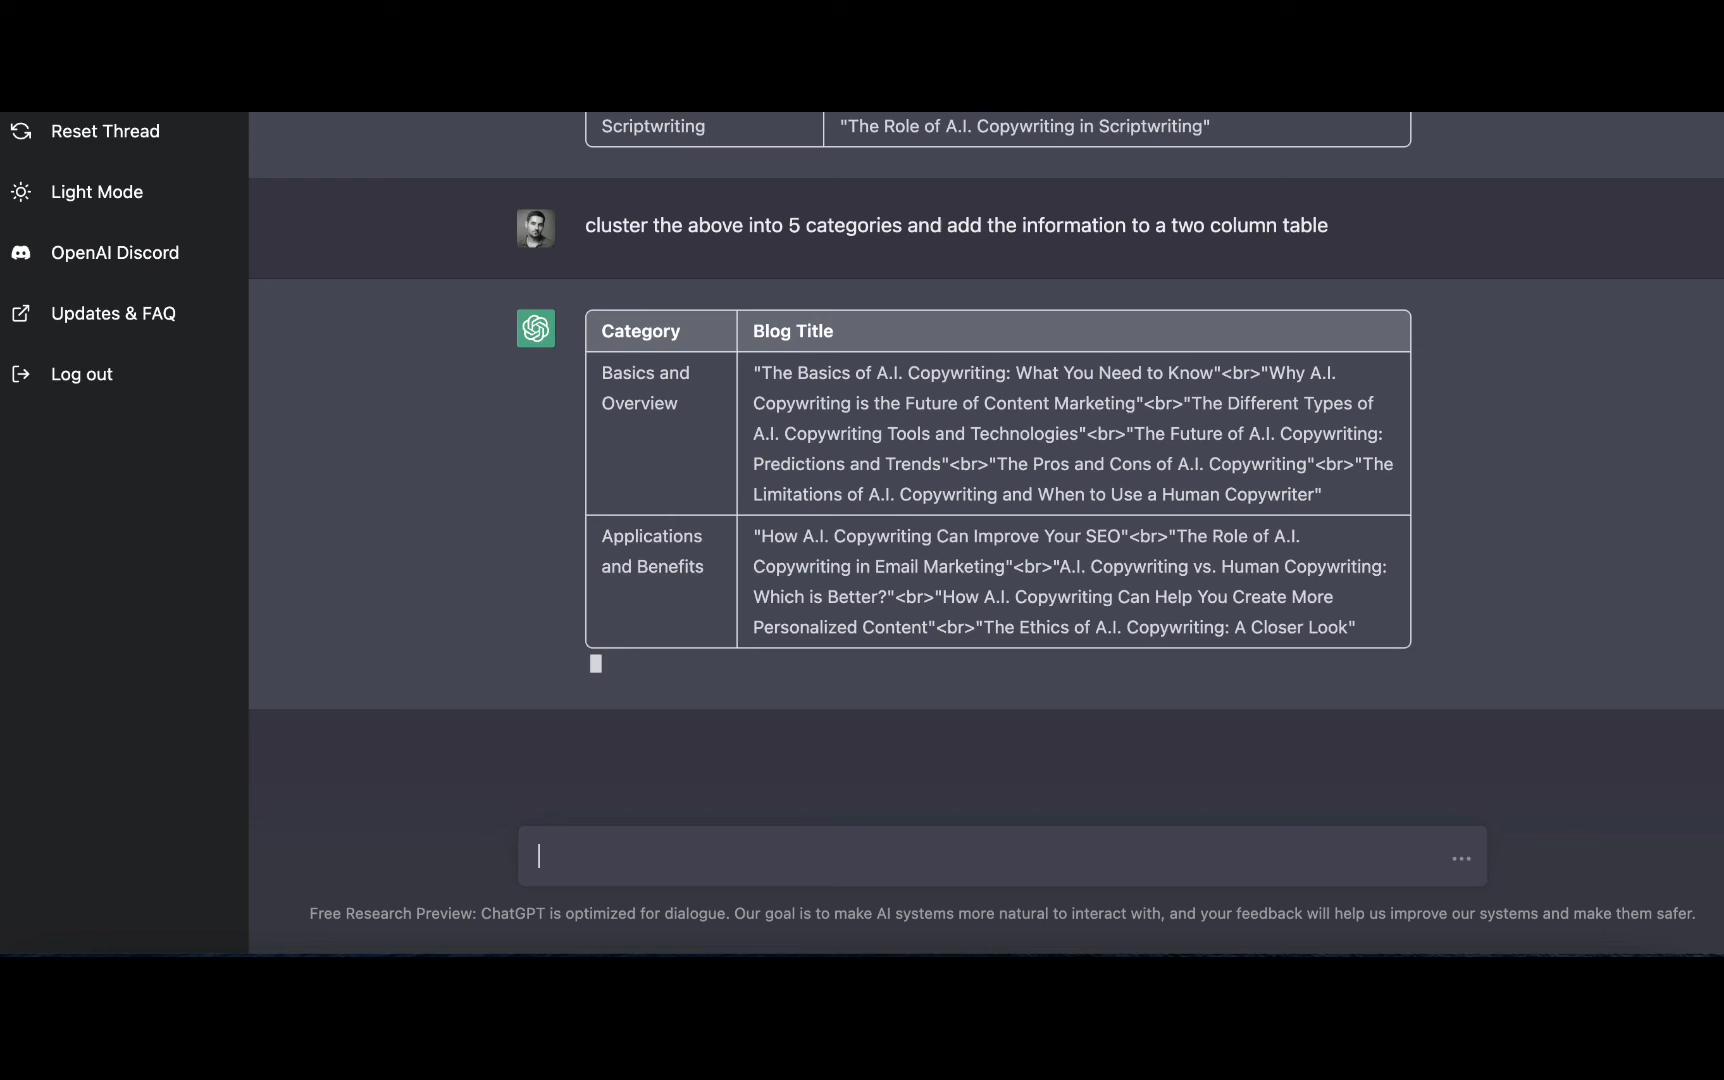 Reset Thread
Light Mode
OpenAI Discord
Updates & FAQ
Log out
Scriptwriting "The Role of A.I. Copywriting in Scriptwriting"
cluster the above into 5 categories and add the information to a two column table
Category Blog Title
Basics and "The Basics of A.I. Copywriting: What You Need to Know"<br>"Why A.I.
Overview Copywriting is the Future of Content Marketing"<br>"The Different Types of
A.I. Copywriting Tools and Technologies"<br>"The Future of A.I. Copywriting:
Predictions and Trends"<br>"The Pros and Cons of A.I. Copywriting"<br>"The
Limitations of A.I. Copywriting and When to Use a Human Copywriter"
Applications "How A.I. Copywriting Can Improve Your SEO"<br>"The Role of A.I.
and Benefits Copywriting in Email Marketing"<br>"A.I. Copywriting vs. Human Copywriting:
Which is Better?"<br>"How A.I. Copywriting Can Help You Create More
Personalized Content"<br>"The Ethics of A.I. Copywriting: A Closer Look"
Free Research Preview: ChatGPT is optimized for dialogue. Our goal is to make AI systems more natural to interact with, and your feedback will help us improve our systems and make them safer.